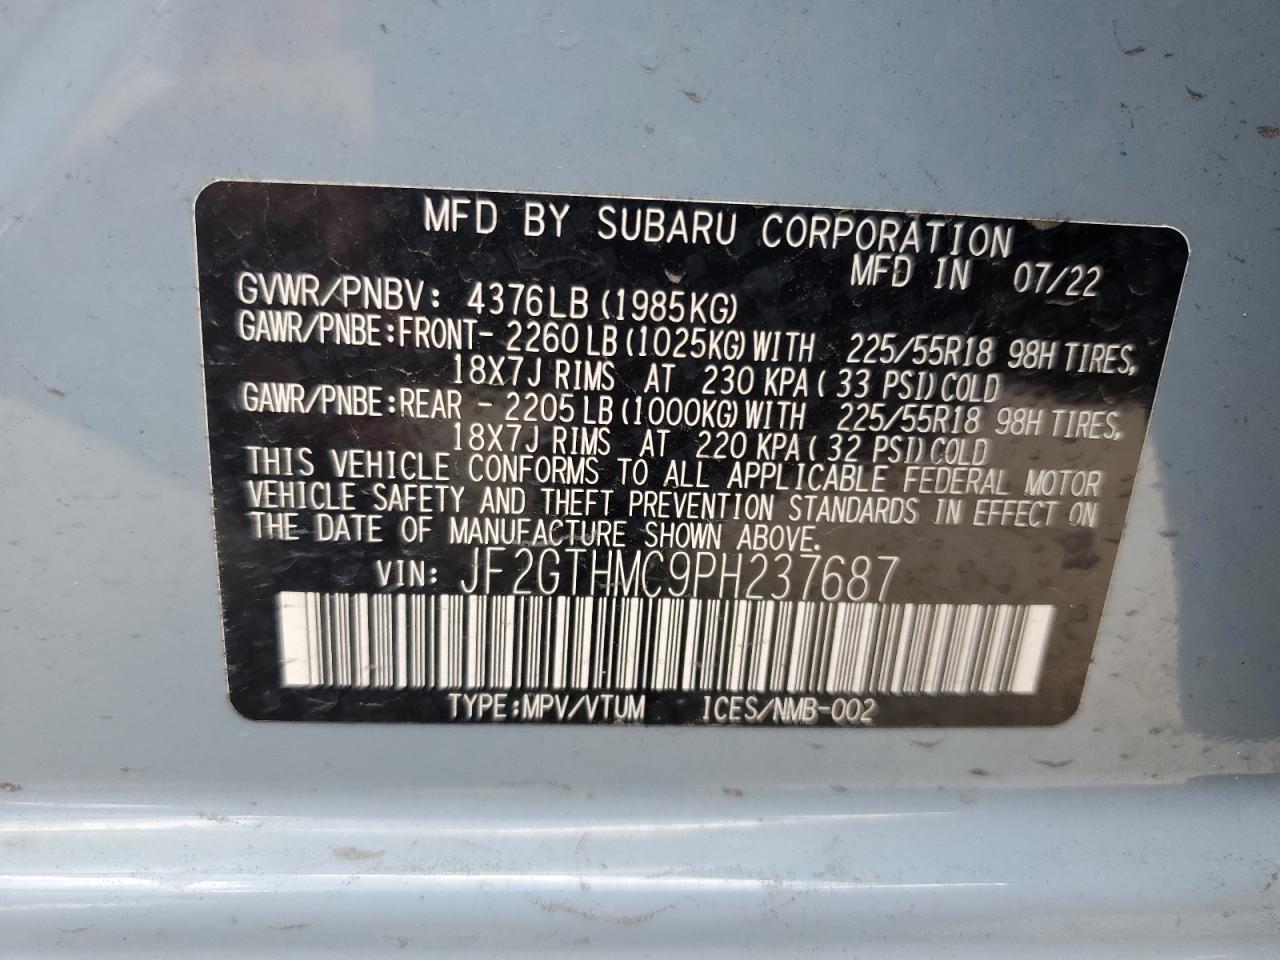 MFD BY SUBARU CORPORATION
MFD IN 07/22
GVWR/PNBV: 4376LB (1985KG)
GAWR/PNBE:FRONT- 2260 LB (1025KG) WITH 225/55R18 98H TIRES,
18X7J RIMS AT 230 KPA ( 33 PSI) COLD
GAWR/PNBE:REAR - 2205 LB (1000KG) WITH 225/55R18 98H TIRES,
18X7J RIMS AT 220 KPA ( 32 PSI) COLD
THIS VEHICLE CONFORMS TO ALL APPLICABLE FEDERAL MOTOR
VEHICLE SAFETY AND THEFT PREVENTION STANDARDS IN EFFECT ON
THE DATE OF MANUFACTURE SHOWN ABOVE.
VIN: JF2GTHMC9PH237687
TYPE:MPV/VTUM ICES/NMB-002